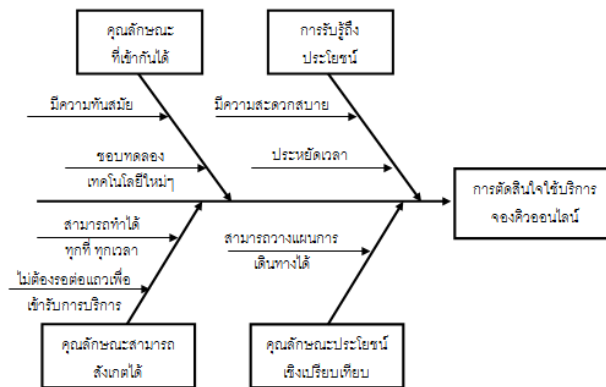 คุณลักษณะ
ที่เข้ากันได้
การรับรู้ถึง
ประโยชน์
มีความทันสมัย
มีความสะดวกสบาย
ชอบทดลอง
เทคโนโลยีใหม่ๆ
ประหยัดเวลา
การตัดสินใจใช้บริการ
จองคิวออนไลน์
สามารถทำได้
ทุกที่ ทุกเวลา
สามารถวางแผนการ
เดินทางได้
ไม่ต้องรอต่อแถวเพื่อ
เข้ารับการบริการ
คุณลักษณะสามารถ
สังเกตได้
คุณลักษณะประโยชน์
เชิงเปรียบเทียบ